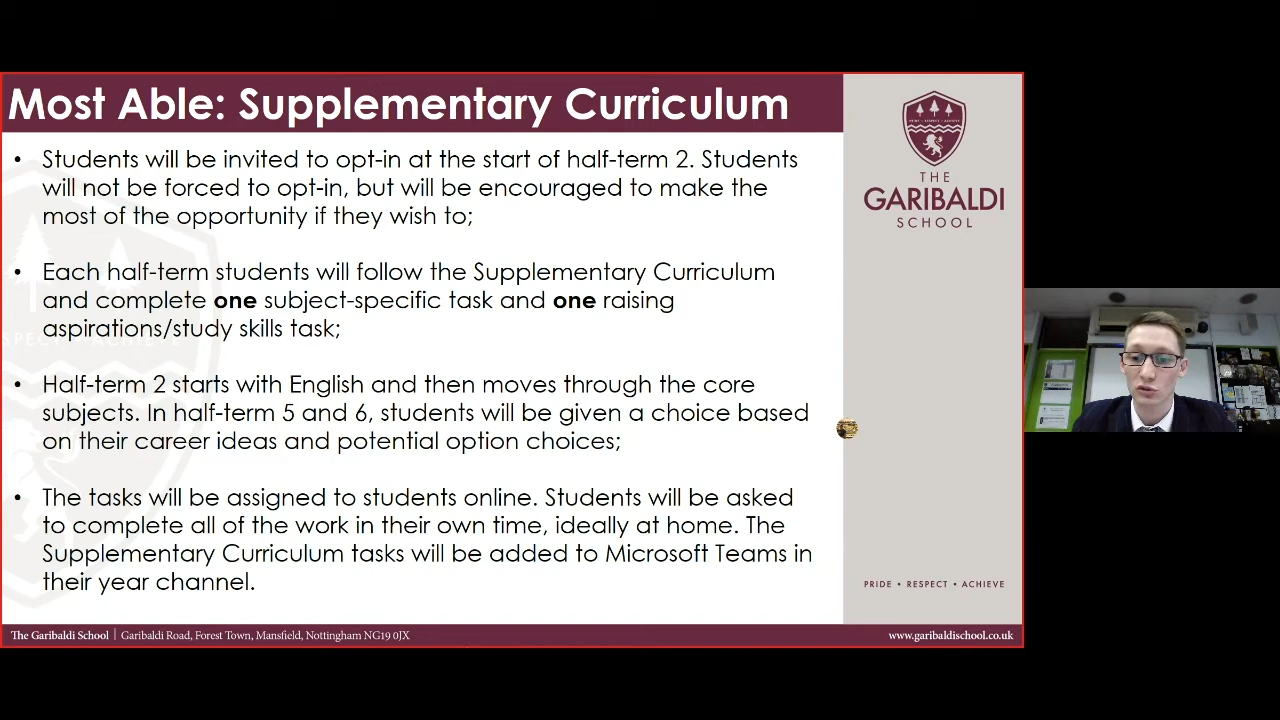 Most Able: Supplementary Curriculum
• Students will be invited to opt-in at the start of half-term 2. Students
will not be forced to opt-in, but will be encouraged to make the
most of the opportunity if they wish to;
• Each half-term students will follow the Supplementary Curriculum
and complete one subject-specific task and one raising
aspirations/study skills task;
• Half-term 2 starts with English and then moves through the core
subjects. In half-term 5 and 6, students will be given a choice based
on their career ideas and potential option choices;
• The tasks will be assigned to students online. Students will be asked
to complete all of the work in their own time, ideally at home. The
Supplementary Curriculum tasks will be added to Microsoft Teams in
their year channel.
PRIDE • RESPECT • ACHIEVE
THE
GARIBALDI
SCHOOL
PRIDE • RESPECT • ACHIEVE
The Garibaldi School | Garibaldi Road, Forest Town, Mansfield, Nottingham NG19 0JX
www.garibaldischool.co.uk